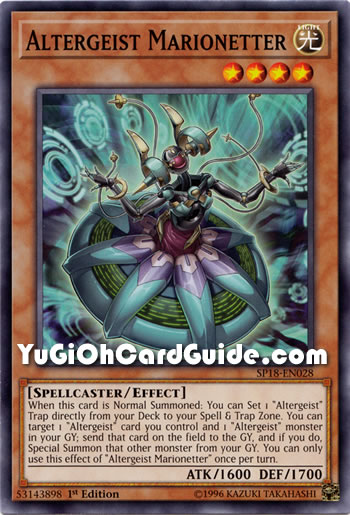 ALTERGEIST MARIONETTER
LIGHT
光
YuGiOhCardGuide.com
SP18-EN028
[SPELLCASTER/EFFECT]
When this card is Normal Summoned: You can Set 1 "Altergeist"
Trap directly from your Deck to your Spell & Trap Zone. You can
target 1 "Altergeist" card you control and 1 "Altergeist" monster
in your GY; send that card on the field to the GY, and if you do,
Special Summon that other monster from your GY. You can only
use this effect of "Altergeist Marionetter" once per turn.
ATK/1600 DEF/1700
53143898 1st Edition ©1996 KAZUKI TAKAHASHI